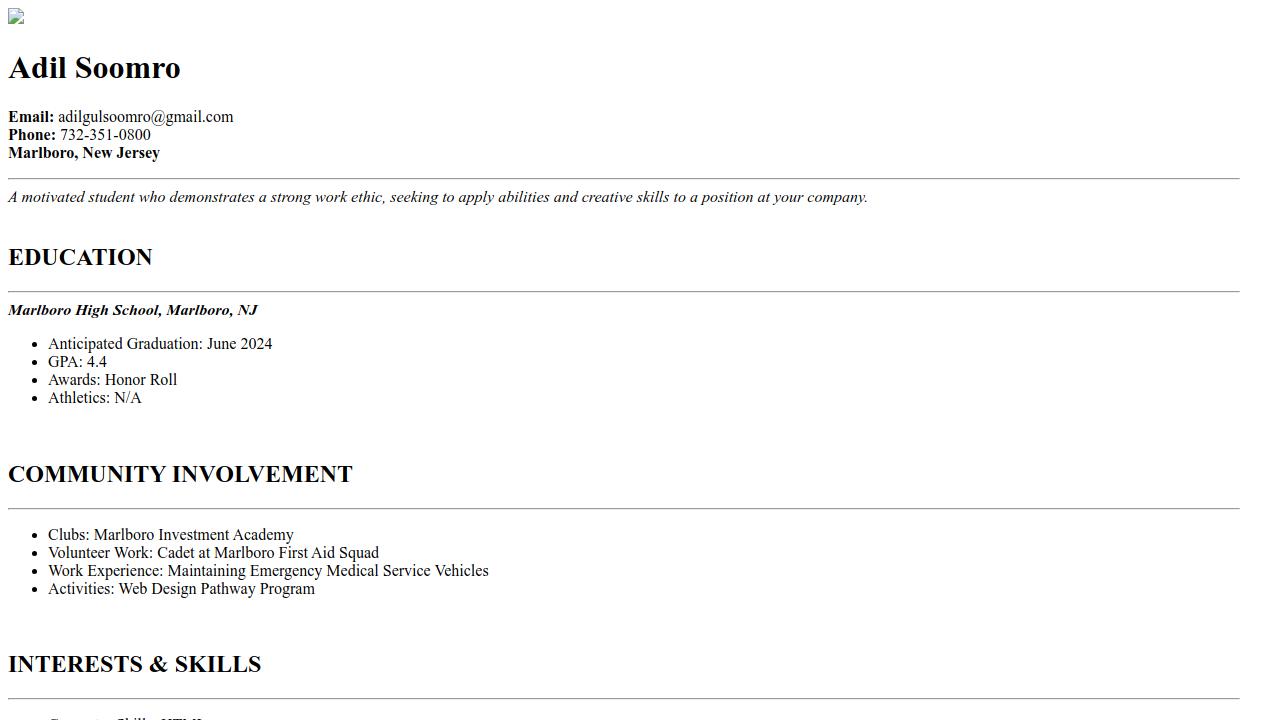 Adil Soomro
Email: adilgulsoomro@gmail.com
Phone: 732-351-0800
Marlboro, New Jersey
A motivated student who demonstrates a strong work ethic, seeking to apply abilities and creative skills to a position at your company.
EDUCATION
Marlboro High School, Marlboro, NJ
• Anticipated Graduation: June 2024
• GPA: 4.4
• Awards: Honor Roll
• Athletics: N/A
COMMUNITY INVOLVEMENT
• Clubs: Marlboro Investment Academy
• Volunteer Work: Cadet at Marlboro First Aid Squad
• Work Experience: Maintaining Emergency Medical Service Vehicles
• Activities: Web Design Pathway Program
INTERESTS & SKILLS